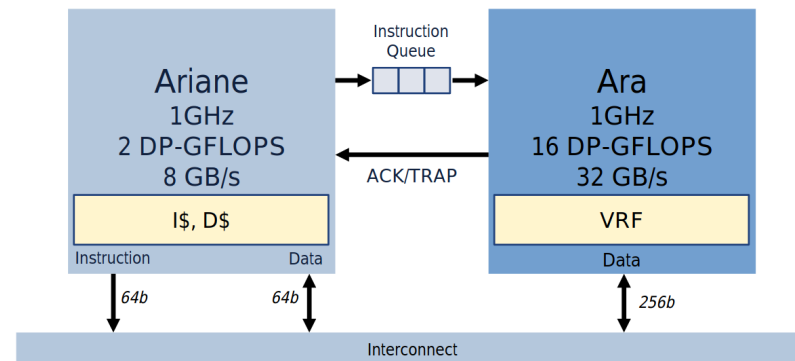 Ariane
1GHz
2 DP-GFLOPS
8 GB/s
I$, D$
Instruction
Data
Instruction
Queue
ACK/TRAP
Ara
1GHz
16 DP-GFLOPS
32 GB/s
VRF
Data
64b
64b
256b
Interconnect